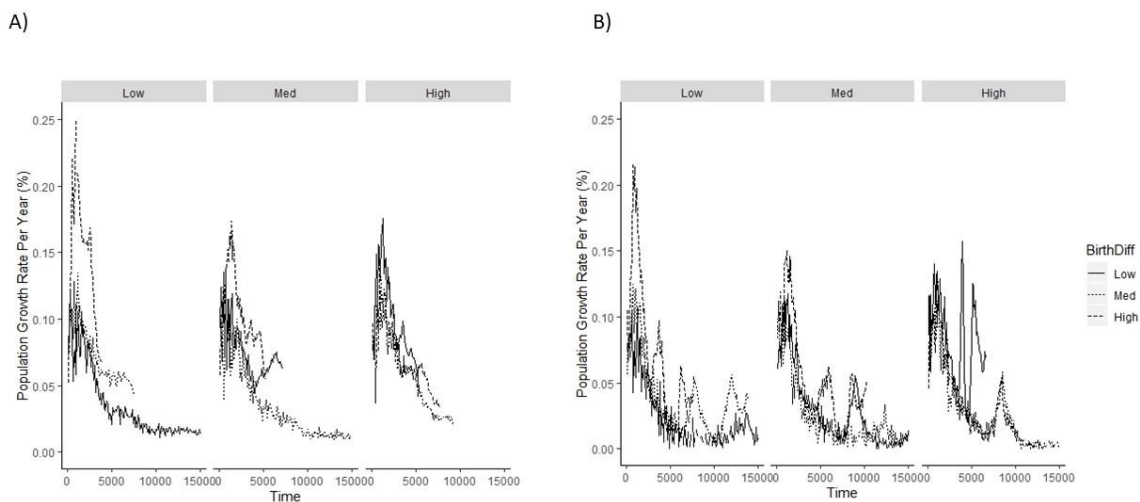 A)
B)
Low Med High
Low Med High
Population Growth Rate Per Year (%)
0.25
0.20
0.15
0.10
0.05
0.00
0 5000 10000 150000 5000 10000 150000 5000 10000 15000
Time
Population Growth Rate Per Year (%)
0.25
0.20
0.15
0.10
0.05
0.00
0 5000 10000 150000 5000 10000 150000 5000 10000 15000
Time
BirthDiff
Low
Med
High